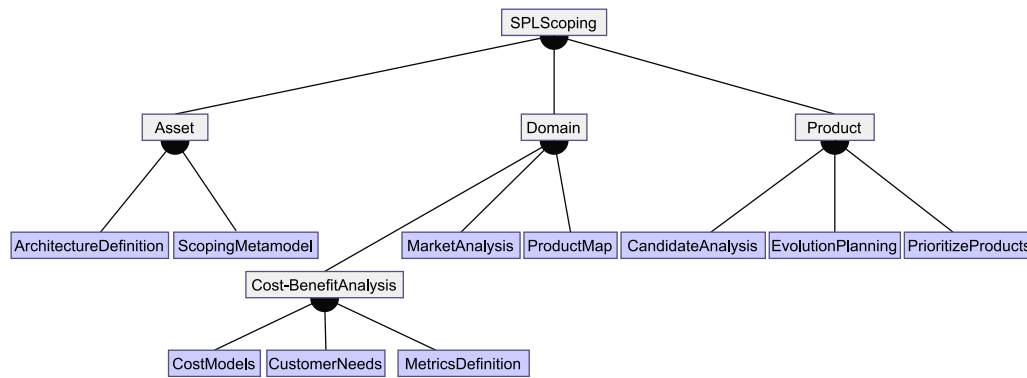 SPLScoping
Asset
Domain
Product
ArchitectureDefinition
ScopingMetamodel
MarketAnalysis
ProductMap
CandidateAnalysis
EvolutionPlanning
PrioritizeProducts
Cost-BenefitAnalysis
CostModels
CustomerNeeds
MetricsDefinition